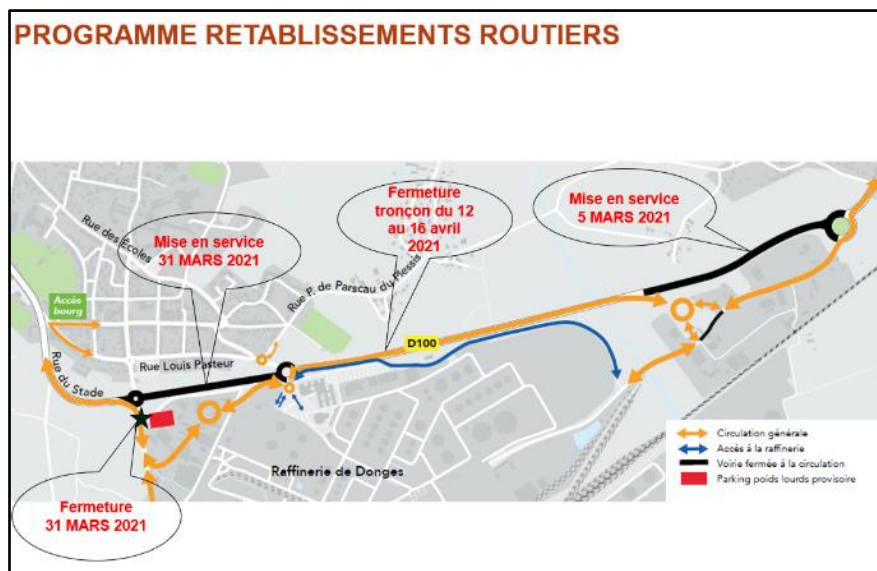 PROGRAMME RETABLISSEMENTS ROUTIERS
Fermeture
tronçon du 12
au 16 avril
2021
Mise en service
5 MARS 2021
Mise en service
31 MARS 2021
Rue des Écoles
Rue P. de Parscau du Plessis
Accès
bourg
D100
Rue Louis Pasteur
Rue du Stade
Raffinerie de Donges
Fermeture
31 MARS 2021
Circulation générale
Accès à la raffinerie
Voirie fermée à la circulation
Parking poids lourds provisoire